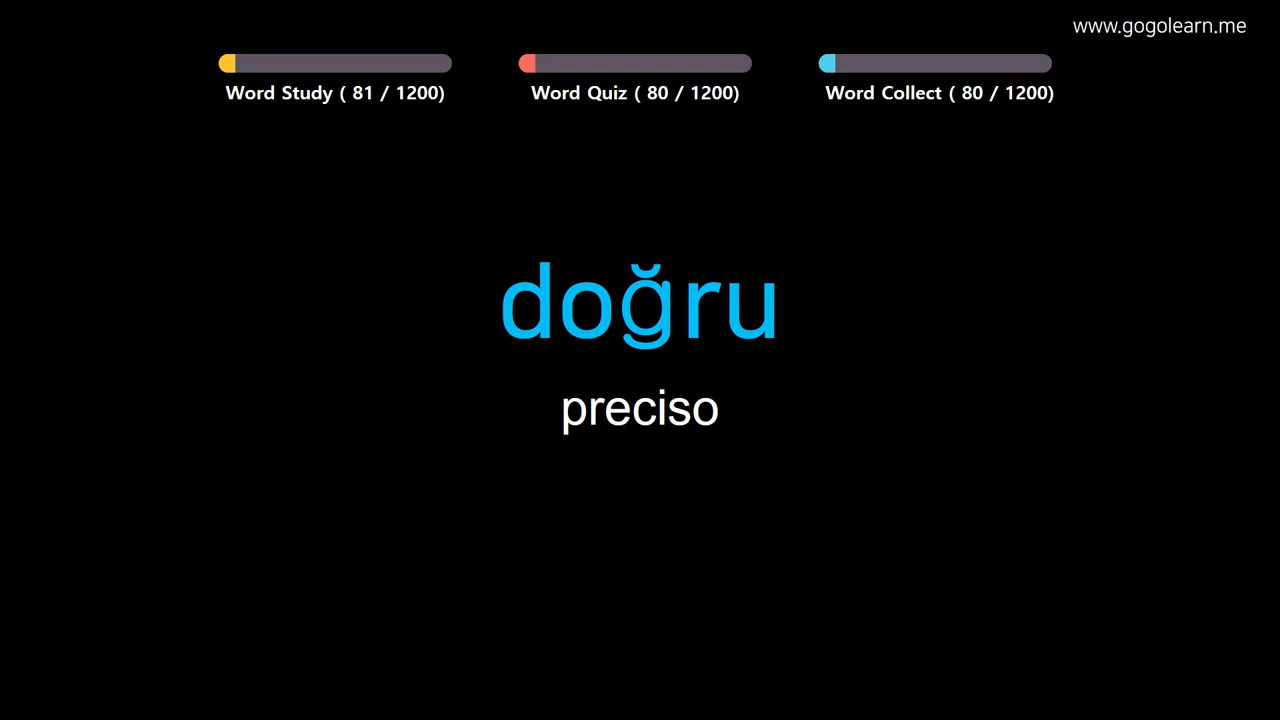 www.gogolearn.me
Word Study ( 81 / 1200)
Word Quiz ( 80 / 1200)
Word Collect ( 80 / 1200)
doğru
preciso